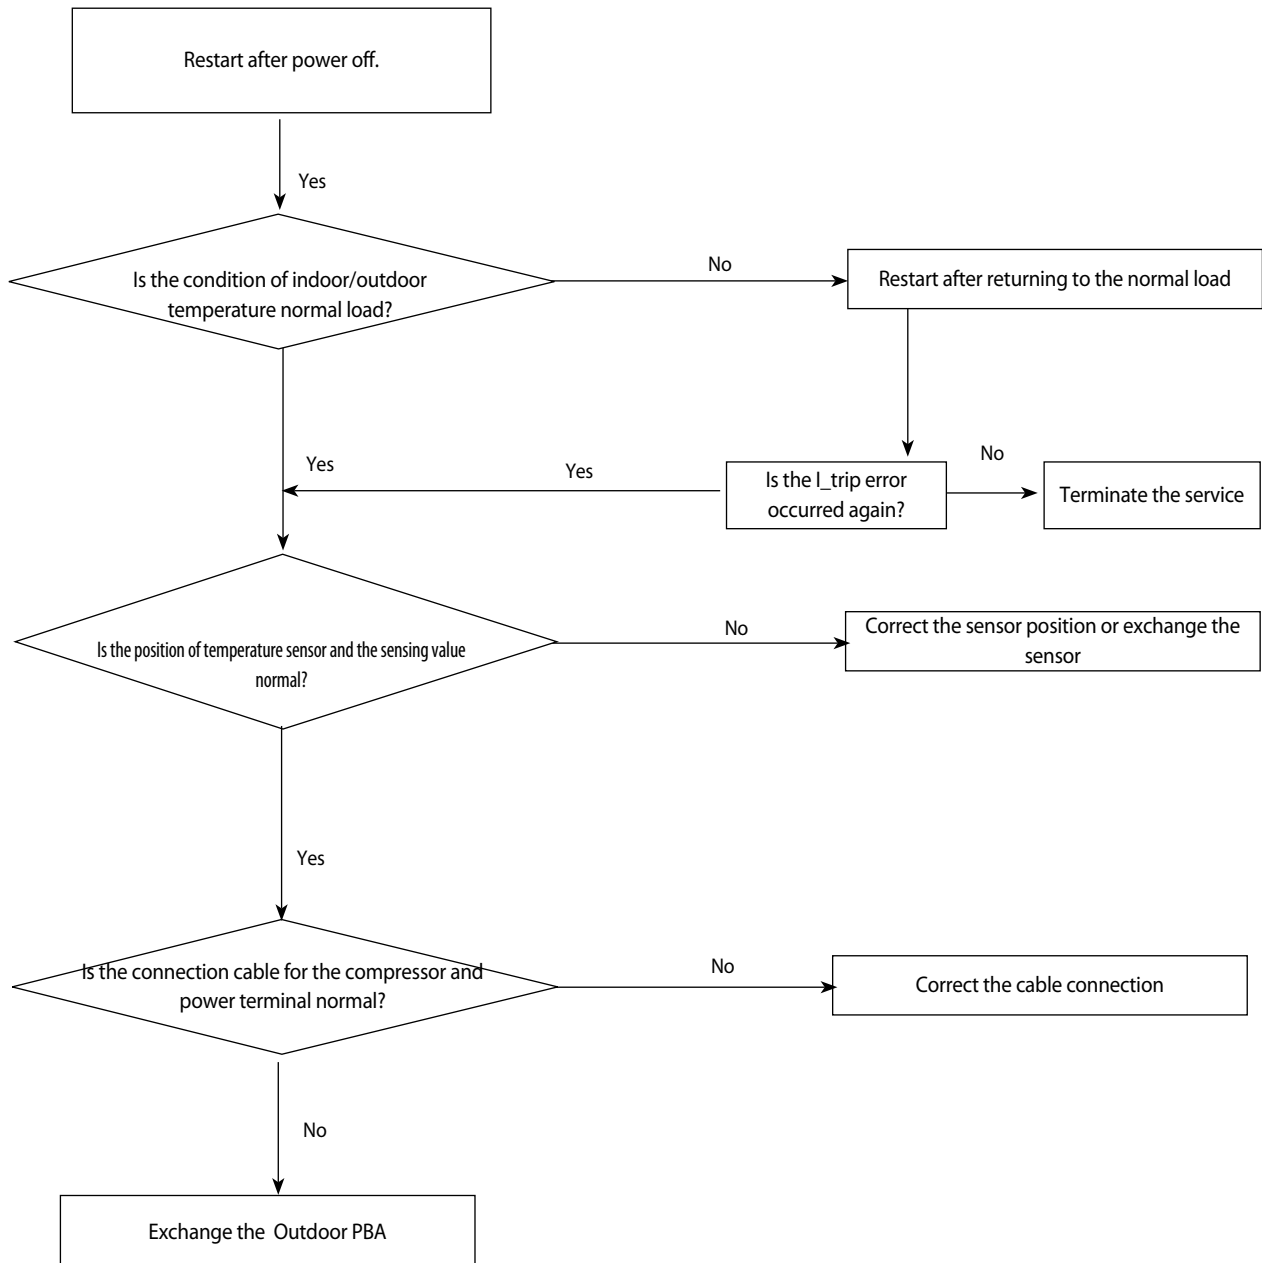 Restart after power off.
Yes
Is the condition of indoor/outdoor
temperature normal load?
No
Restart after returning to the normal load
Yes
Yes
Is the I_trip error
occurred again?
No
Terminate the service
Is the position of temperature sensor and the sensing value
normal?
No
Correct the sensor position or exchange the
sensor
Yes
Is the connection cable for the compressor and
power terminal normal?
No
Correct the cable connection
No
Exchange the Outdoor PBA